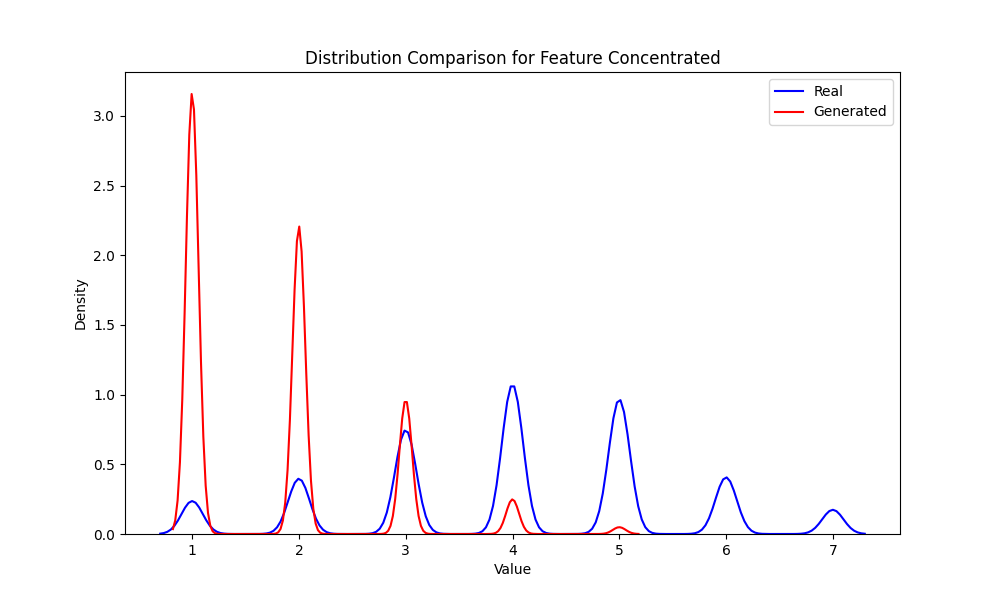 Distribution Comparison for Feature Concentrated
Real
Generated
Density
3.0
2.5
2.0
1.5
1.0
0.5
0.0
1 2 3 4 5 6 7
Value